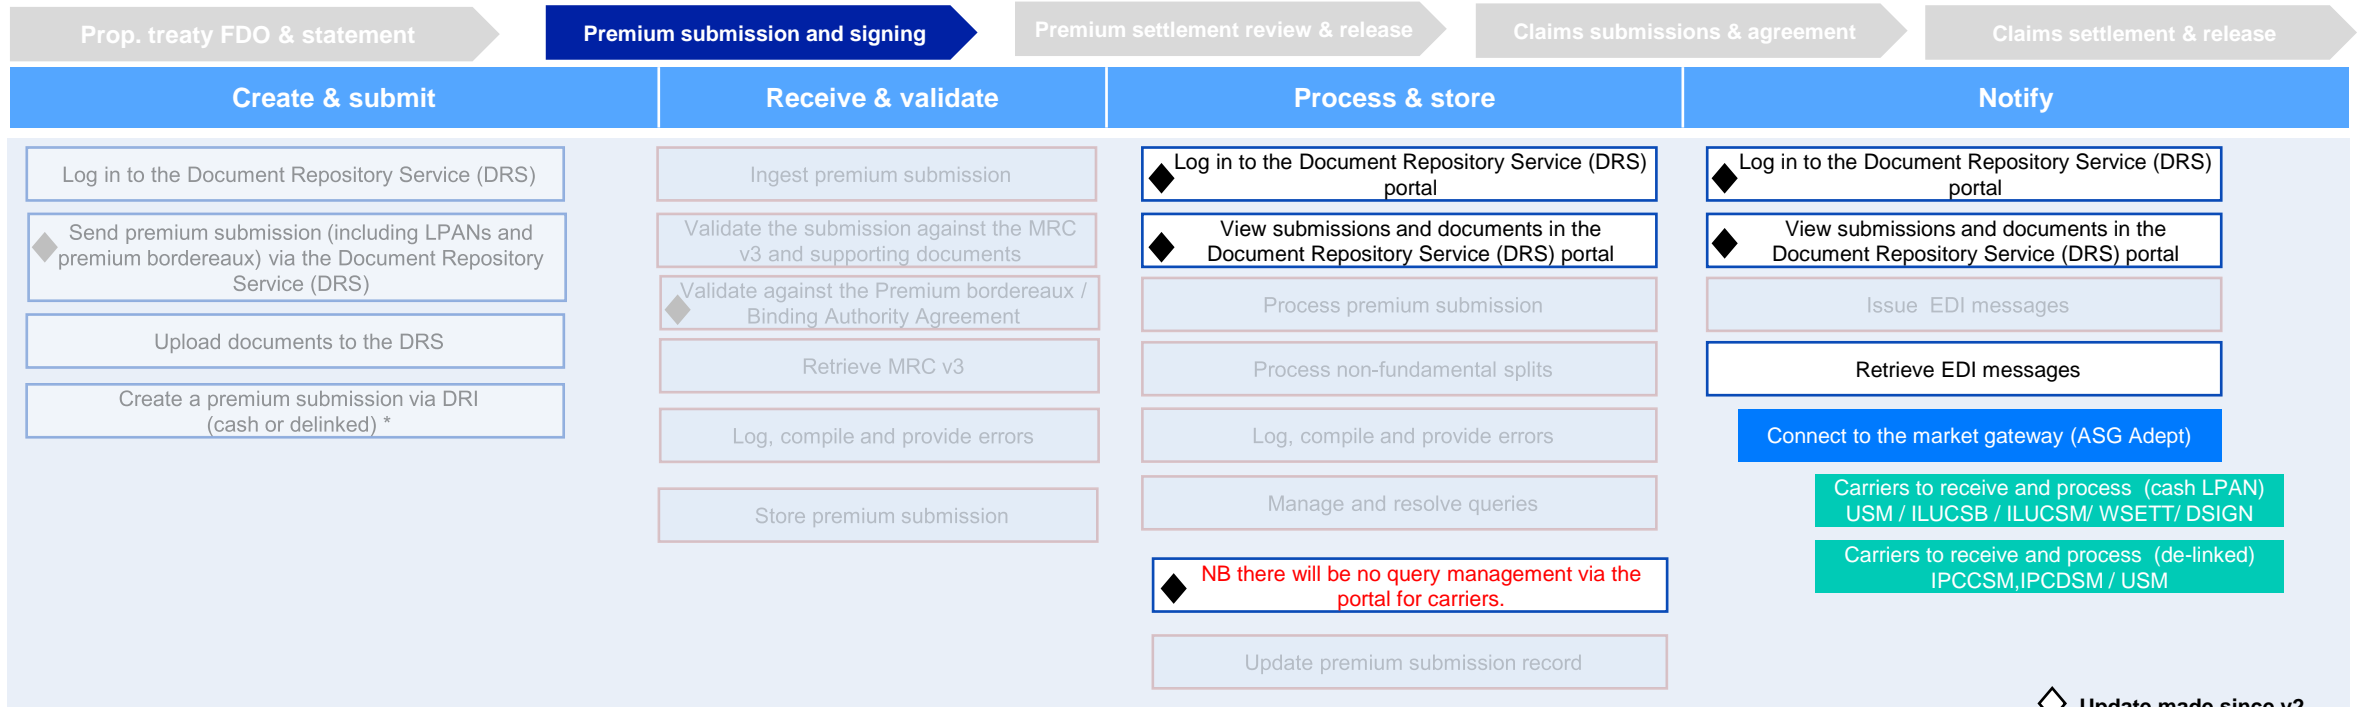 Prop. treaty FDO & statement
Premium submission and signing
Premium settlement review & release
Claims submissions & agreement
Claims settlement & release
Create & submit
Receive & validate
Process & store
Notify
Log in to the Document Repository Service (DRS)
Send premium submission (including LPANs and
premium bordereaux) via the Document Repository
Service (DRS)
Upload documents to the DRS
Create a premium submission via DRI
(cash or delinked) *
Ingest premium submission
Validate the submission against the MRC
v3 and supporting documents
Validate against the Premium bordereaux /
Binding Authority Agreement
Retrieve MRC v3
Log, compile and provide errors
Store premium submission
Log in to the Document Repository Service (DRS)
portal
View submissions and documents in the
Document Repository Service (DRS) portal
Process premium submission
Process non-fundamental splits
Log, compile and provide errors
Manage and resolve queries
NB there will be no query management via the
portal for carriers.
Update premium submission record
Log in to the Document Repository Service (DRS)
portal
View submissions and documents in the
Document Repository Service (DRS) portal
Issue EDI messages
Retrieve EDI messages
Connect to the market gateway (ASG Adept)
Carriers to receive and process (cash LPAN)
USM / ILUCSB / ILUCSM/ WSETT/ DSIGN
Carriers to receive and process (de-linked)
IPCCSM,IPCDSM / USM
Update made since v2